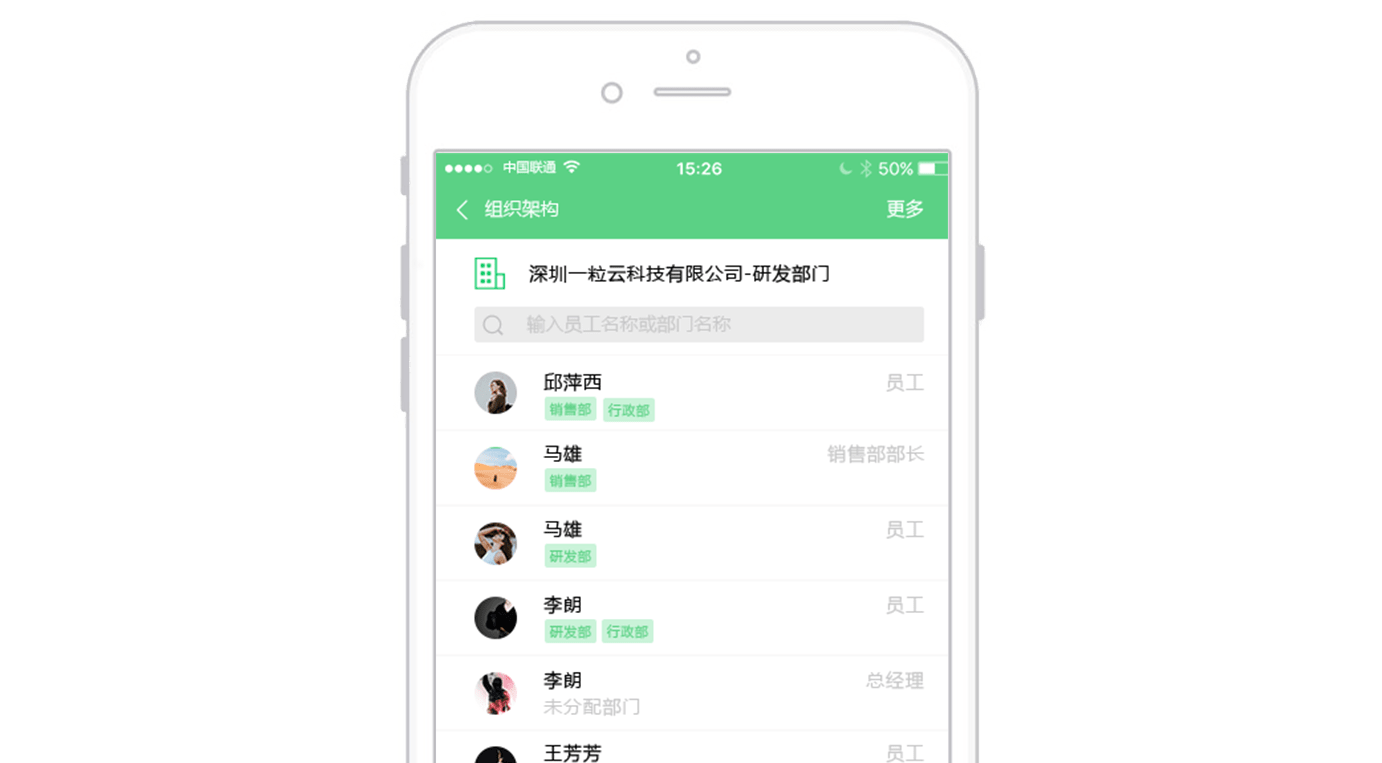 中国联通 15:26 50%
组织架构 更多
深圳一粒云科技有限公司-研发部门
输入员工名称或部门名称
邱萍西 员工
销售部 行政部
马雄 销售部部长
销售部
马雄 员工
研发部
李朗 员工
研发部 行政部
李朗 总经理
未分配部门
王芳芳 员工